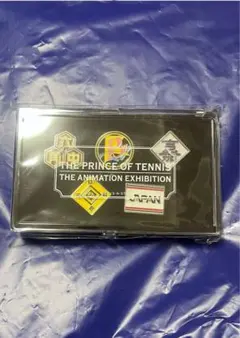 THE PRINCE OF TENNIS
THE ANIMATION EXHIBITION
JAPAN